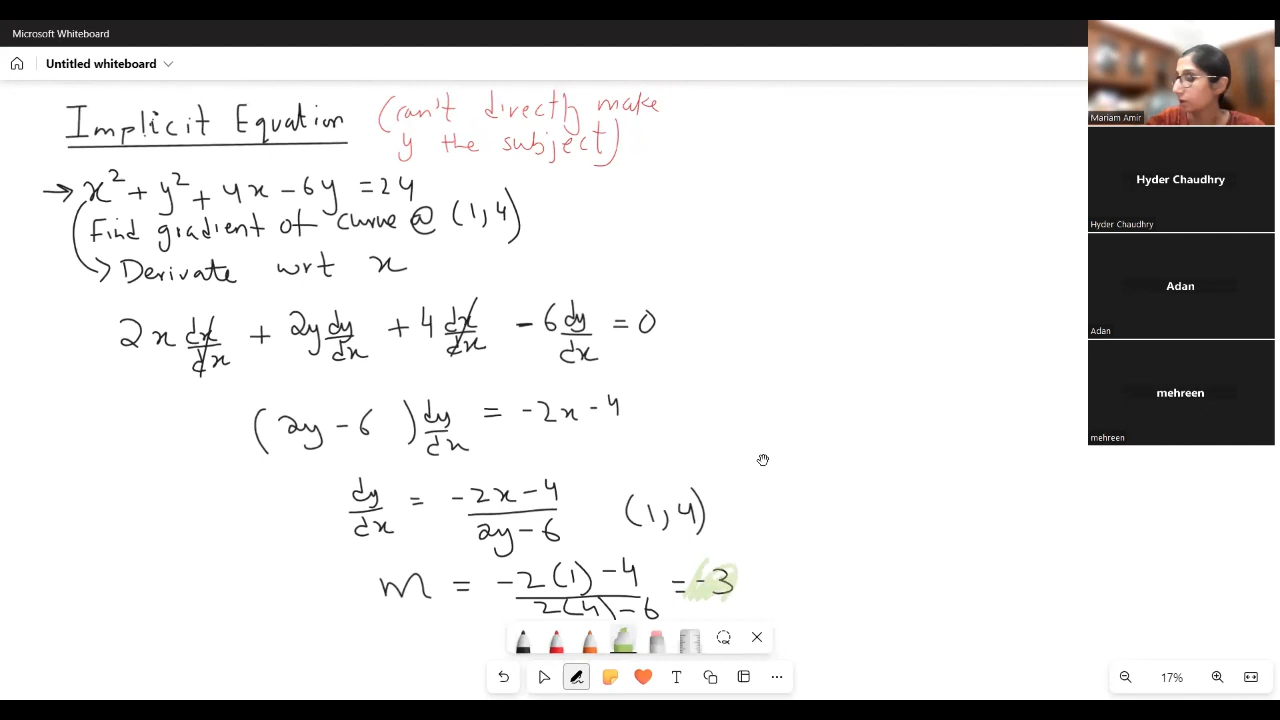 Microsoft Whiteboard
Untitled whiteboard
Implicit Equation (can't directly make
y the subject)
→ x² + y² + 4x - 6y = 24
Find gradient of curve @ (1,4)
Derivate wrt x
2x dx/dx + 2y dy/dx + 4 dx/dx - 6 dy/dx = 0
(2y - 6) dy/dx = -2x - 4
dy/dx = (-2x - 4)/(2y - 6) (1,4)
m = (-2(1) - 4)/(2(4) - 6) = -3
17%
Mariam Amir
Hyder Chaudhry
Hyder Chaudhry
Adan
Adan
mehreen
mehreen